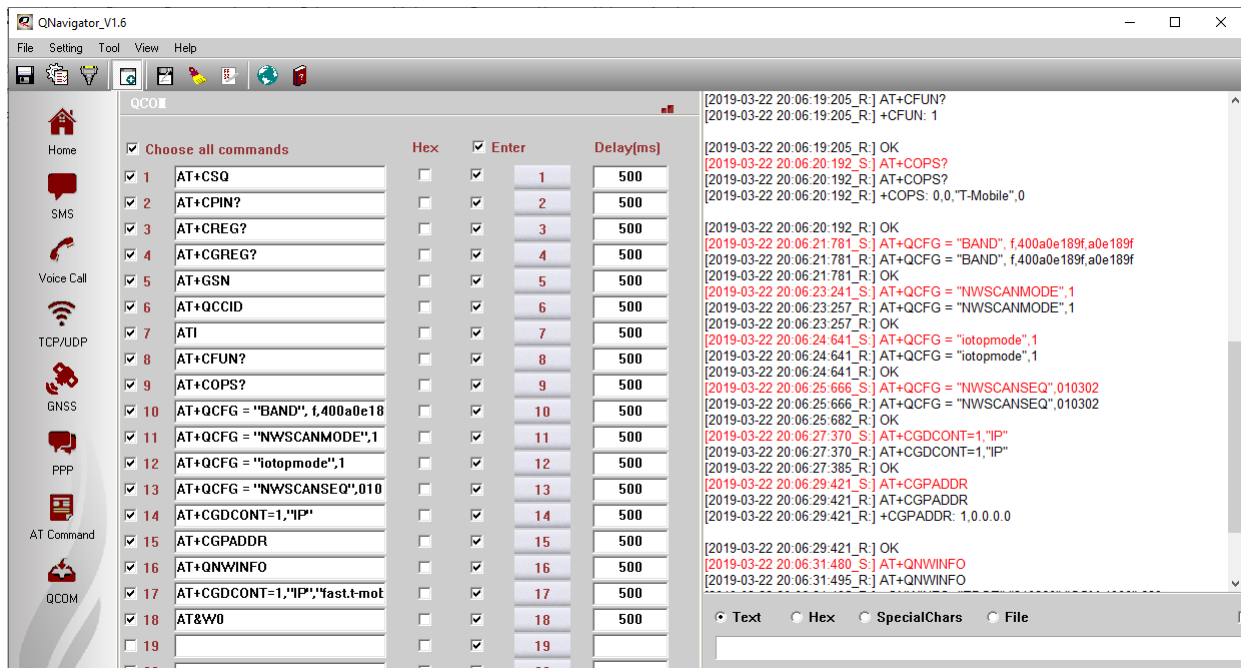 QNavigator_V1.6
File Setting Tool View Help
QCOM
Home
SMS
Voice Call
TCP/UDP
GNSS
PPP
AT Command
QCOM
Choose all commands Hex Enter Delay(ms)
1 AT+CSQ 1 500
2 AT+CPIN? 2 500
3 AT+CREG? 3 500
4 AT+CGREG? 4 500
5 AT+GSN 5 500
6 AT+QCCID 6 500
7 ATI 7 500
8 AT+CFUN? 8 500
9 AT+COPS? 9 500
10 AT+QCFG = "BAND", f,400a0e18 10 500
11 AT+QCFG = "NWSCANMODE",1 11 500
12 AT+QCFG = "iotopmode",1 12 500
13 AT+QCFG = "NWSCANSEQ",010 13 500
14 AT+CGDCONT=1,"IP" 14 500
15 AT+CGPADDR 15 500
16 AT+QNWINFO 16 500
17 AT+CGDCONT=1,"IP","fast.t-mob 17 500
18 AT&W0 18 500
19 19
[2019-03-22 20:06:19:205_R:] AT+CFUN?
[2019-03-22 20:06:19:205_R:] +CFUN: 1
[2019-03-22 20:06:19:205_R:] OK
[2019-03-22 20:06:20:192_S:] AT+COPS?
[2019-03-22 20:06:20:192_R:] AT+COPS?
[2019-03-22 20:06:20:192_R:] +COPS: 0,0,"T-Mobile",0
[2019-03-22 20:06:20:192_R:] OK
[2019-03-22 20:06:21:781_S:] AT+QCFG = "BAND", f,400a0e189f,a0e189f
[2019-03-22 20:06:21:781_R:] AT+QCFG = "BAND", f,400a0e189f,a0e189f
[2019-03-22 20:06:21:781_R:] OK
[2019-03-22 20:06:23:241_S:] AT+QCFG = "NWSCANMODE",1
[2019-03-22 20:06:23:257_R:] AT+QCFG = "NWSCANMODE",1
[2019-03-22 20:06:23:257_R:] OK
[2019-03-22 20:06:24:641_S:] AT+QCFG = "iotopmode",1
[2019-03-22 20:06:24:641_R:] AT+QCFG = "iotopmode",1
[2019-03-22 20:06:24:641_R:] OK
[2019-03-22 20:06:25:666_S:] AT+QCFG = "NWSCANSEQ",010302
[2019-03-22 20:06:25:666_R:] AT+QCFG = "NWSCANSEQ",010302
[2019-03-22 20:06:25:682_R:] OK
[2019-03-22 20:06:27:370_S:] AT+CGDCONT=1,"IP"
[2019-03-22 20:06:27:370_R:] AT+CGDCONT=1,"IP"
[2019-03-22 20:06:27:385_R:] OK
[2019-03-22 20:06:29:421_S:] AT+CGPADDR
[2019-03-22 20:06:29:421_R:] AT+CGPADDR
[2019-03-22 20:06:29:421_R:] +CGPADDR: 1,0.0.0.0
[2019-03-22 20:06:29:421_R:] OK
[2019-03-22 20:06:31:480_S:] AT+QNWINFO
[2019-03-22 20:06:31:495_R:] AT+QNWINFO
Text Hex SpecialChars File